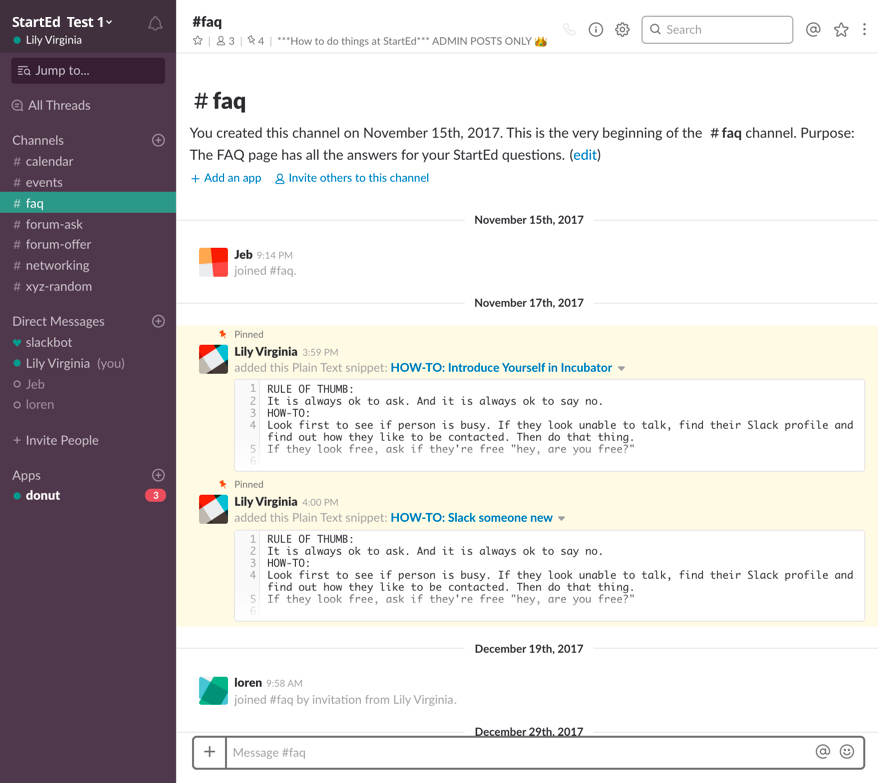 StartEd Test 1
Lily Virginia
Jump to...
All Threads
Channels
# calendar
# events
# faq
# forum-ask
# forum-offer
# networking
# xyz-random
Direct Messages
slackbot
Lily Virginia (you)
Jeb
loren
+ Invite People
Apps
donut 3
#faq
3 | 4 | ***How to do things at StartEd*** ADMIN POSTS ONLY
Search
# faq
You created this channel on November 15th, 2017. This is the very beginning of the # faq channel. Purpose:
The FAQ page has all the answers for your StartEd questions. (edit)
+ Add an app Invite others to this channel
November 15th, 2017
Jeb 9:14 PM
joined #faq.
November 17th, 2017
Pinned
Lily Virginia 3:59 PM
added this Plain Text snippet: HOW-TO: Introduce Yourself in Incubator
1 RULE OF THUMB:
2 It is always ok to ask. And it is always ok to say no.
3 HOW-TO:
4 Look first to see if person is busy. If they look unable to talk, find their Slack profile and
find out how they like to be contacted. Then do that thing.
5 If they look free, ask if they're free "hey, are you free?"
6
Pinned
Lily Virginia 4:00 PM
added this Plain Text snippet: HOW-TO: Slack someone new
1 RULE OF THUMB:
2 It is always ok to ask. And it is always ok to say no.
3 HOW-TO:
4 Look first to see if person is busy. If they look unable to talk, find their Slack profile and
find out how they like to be contacted. Then do that thing.
5 If they look free, ask if they're free "hey, are you free?"
6
December 19th, 2017
loren 9:58 AM
joined #faq by invitation from Lily Virginia.
December 29th, 2017
+ Message #faq @